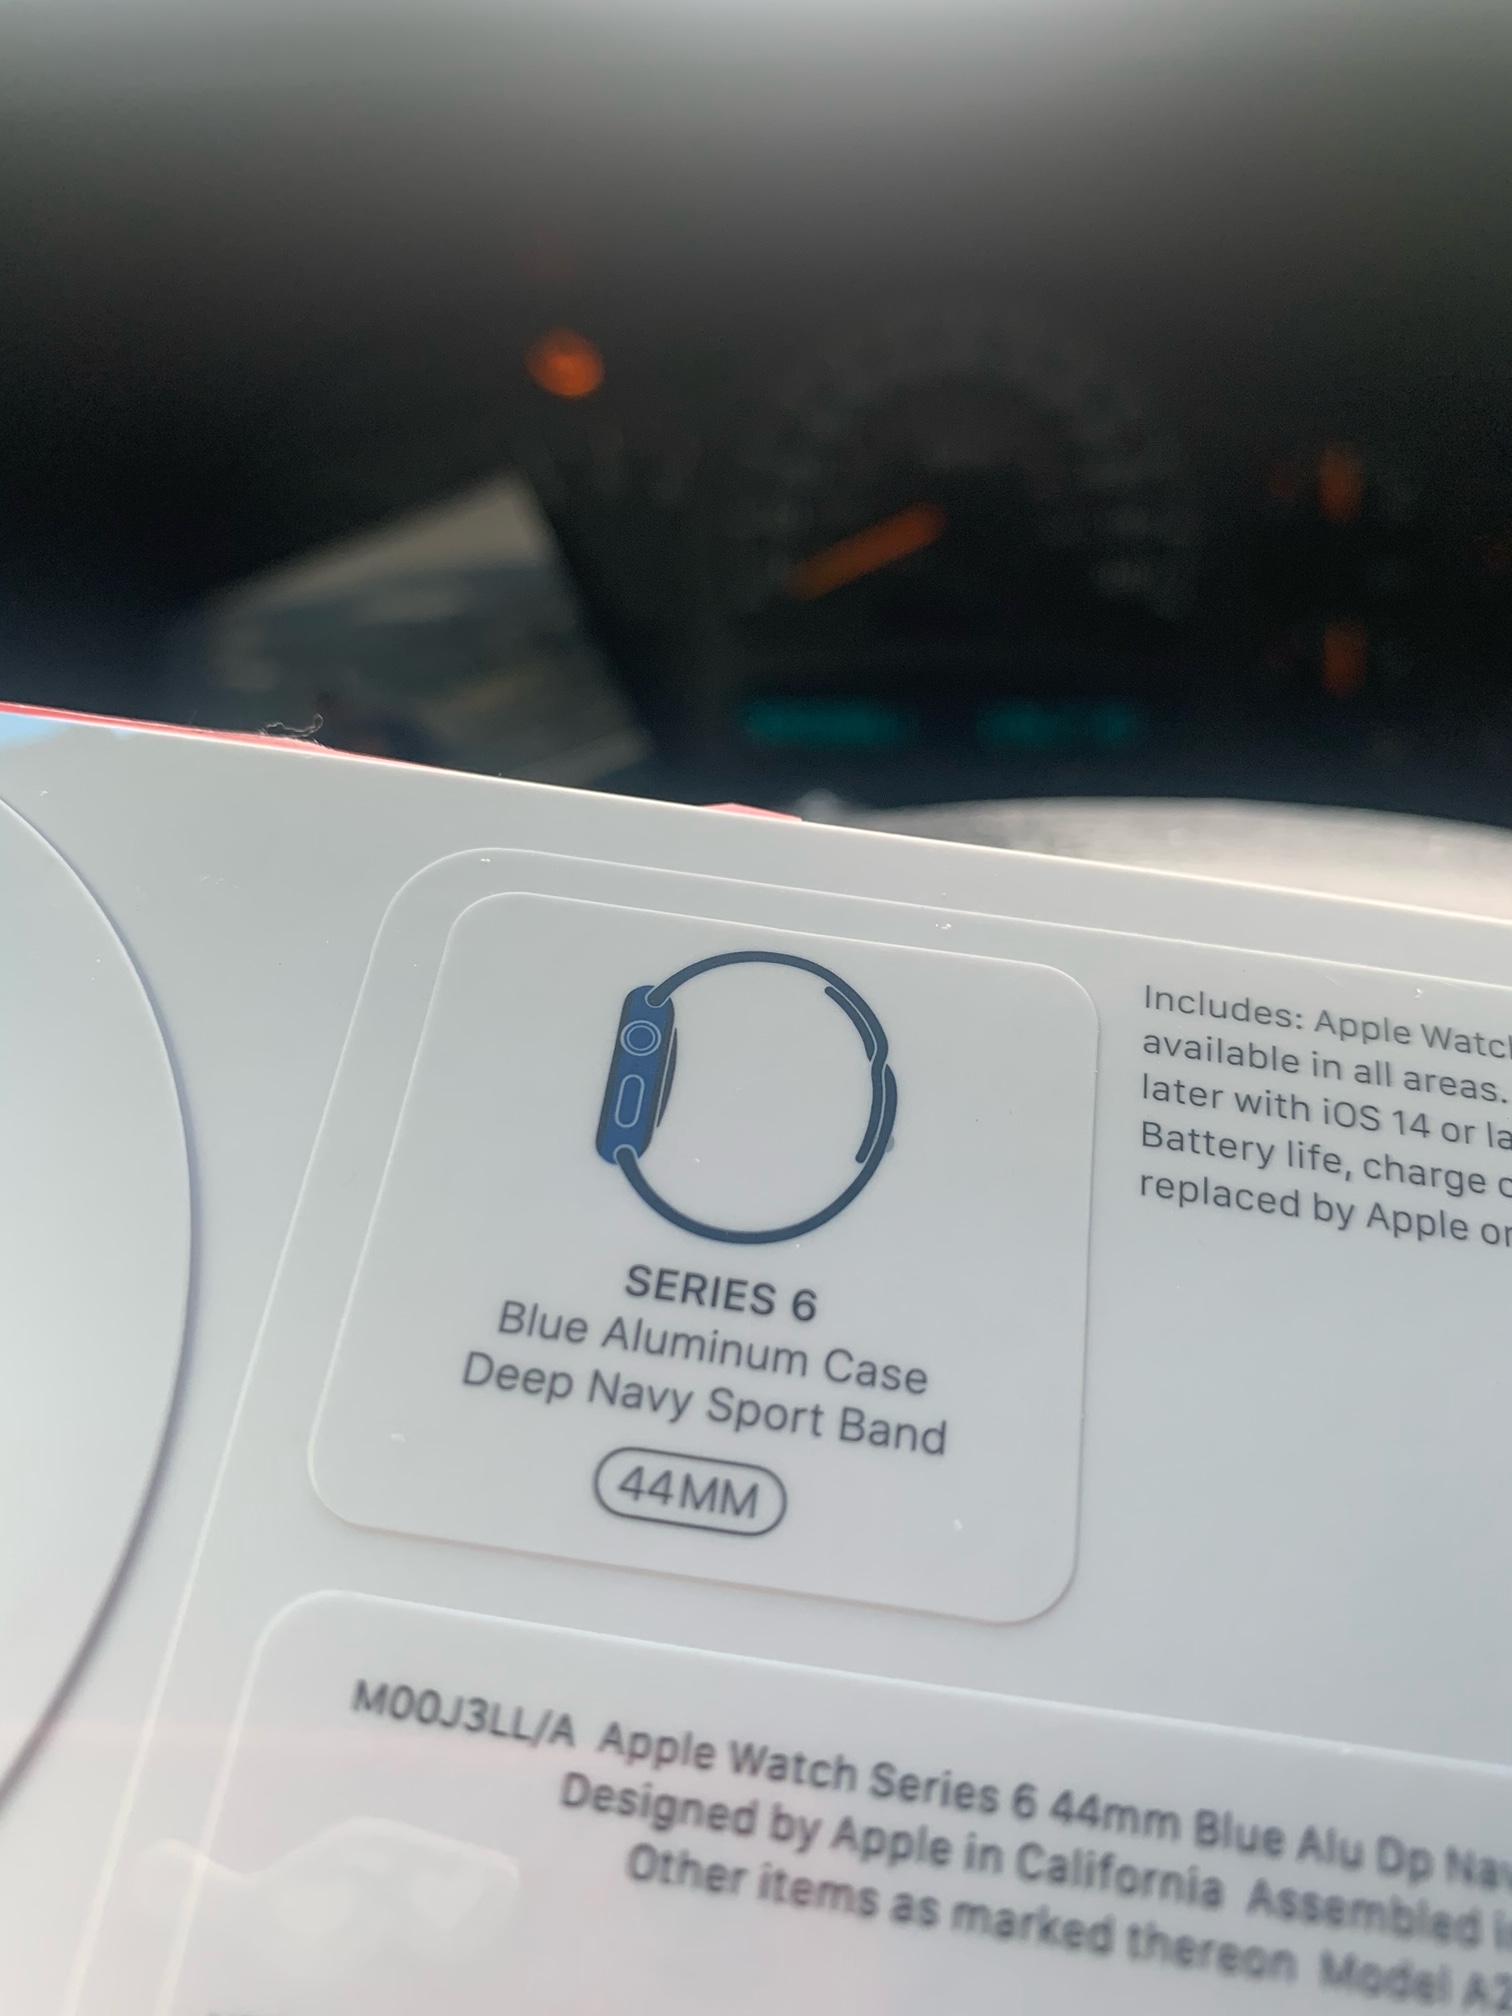 SERIES 6
Blue Aluminum Case
Deep Navy Sport Band
44MM
Includes: Apple
available in all areas.
later with iOS 14 or
Battery life, charge
replaced by Apple
M00J3LL/A Apple Watch Series 6 44mm Blue Alu Dp
Designed by Apple in California Assembled
Other items as marked thereon Model